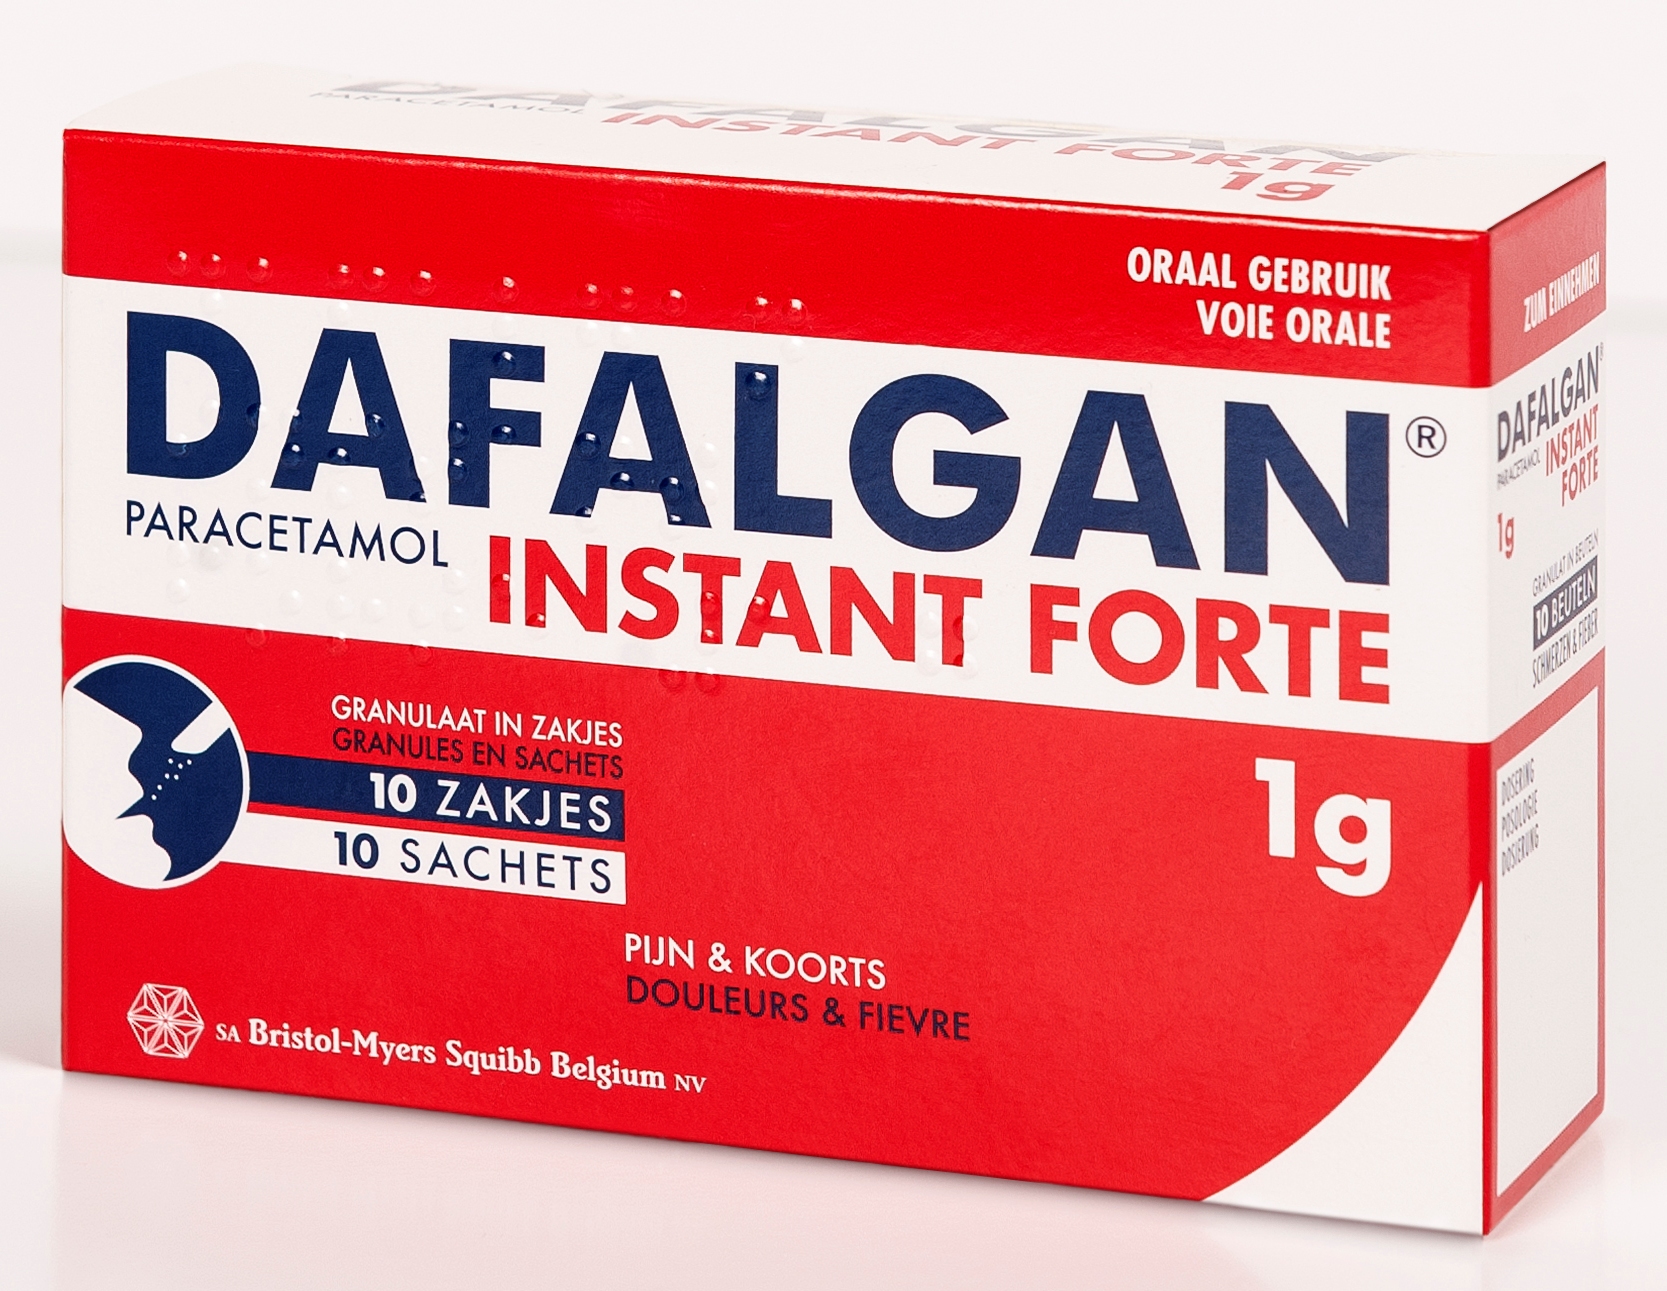 DAFALGAN
PARACETAMOL
INSTANT FORTE
1g
ORAAL GEBRUIK
VOIE ORALE
DAFALGAN®
PARACETAMOL
INSTANT FORTE
1g
GRANULAAT IN ZAKJES
GRANULES EN SACHETS
10 ZAKJES
10 SACHETS
PIJN & KOORTS
DOULEURS & FIEVRE
SA Bristol-Myers Squibb Belgium NV
ZUM EINNEHMEN
DAFALGAN®
PARACETAMOL
INSTANT
FORTE
1g
GRANULAT IN BEUTELN
10 BEUTELN
SCHMERZEN & FIEBER
DOSERING
POSOLOGIE
DOSIERUNG